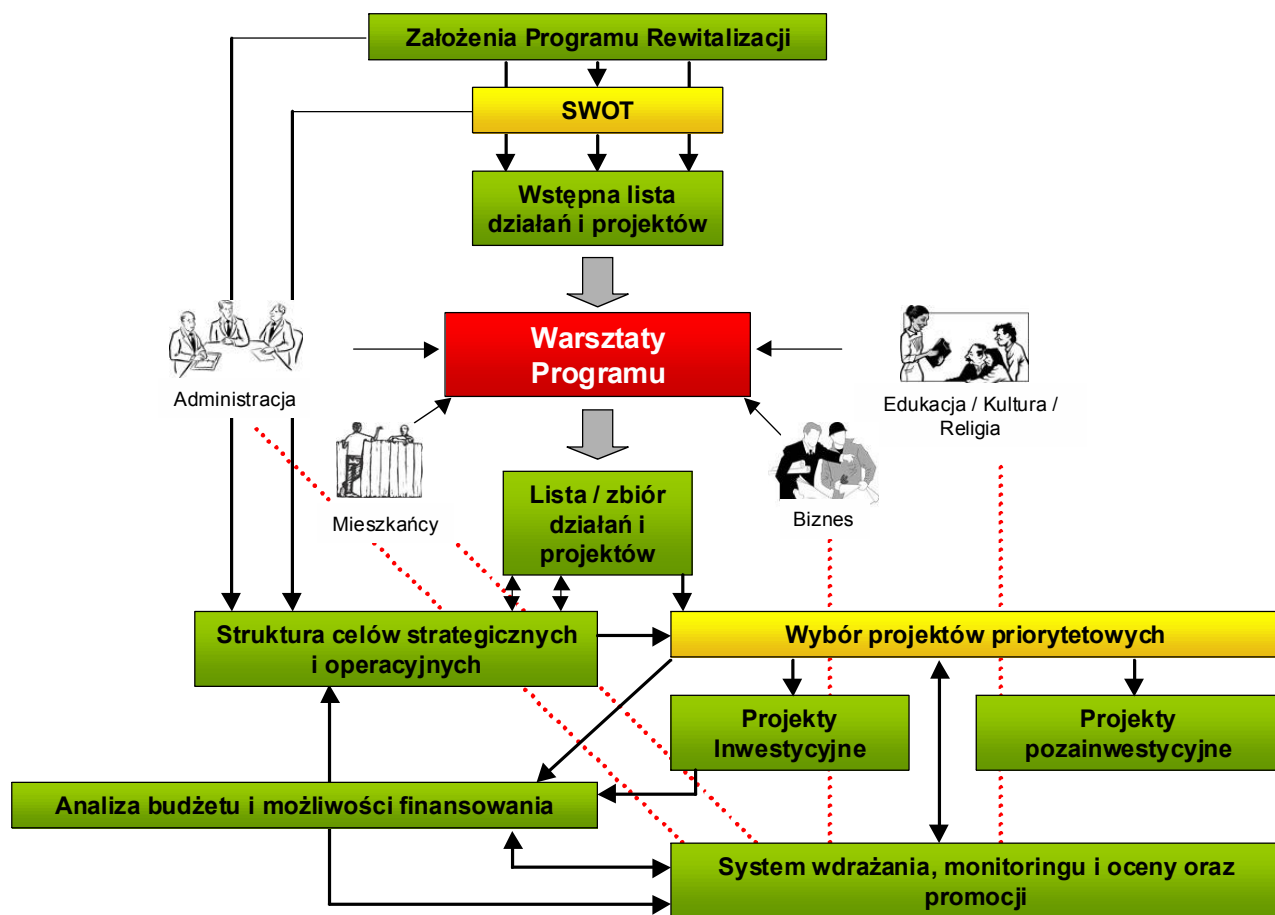 Założenia Programu Rewitalizacji
SWOT
Wstępna lista
działań i projektów
Warsztaty
Programu
Administracja
Edukacja / Kultura /
Religia
Mieszkańcy
Biznes
Lista / zbiór
działań i
projektów
Struktura celów strategicznych
i operacyjnych
Wybór projektów priorytetowych
Projekty
Inwestycyjne
Projekty
pozainwestycyjne
Analiza budżetu i możliwości finansowania
System wdrażania, monitoringu i oceny oraz
promocji